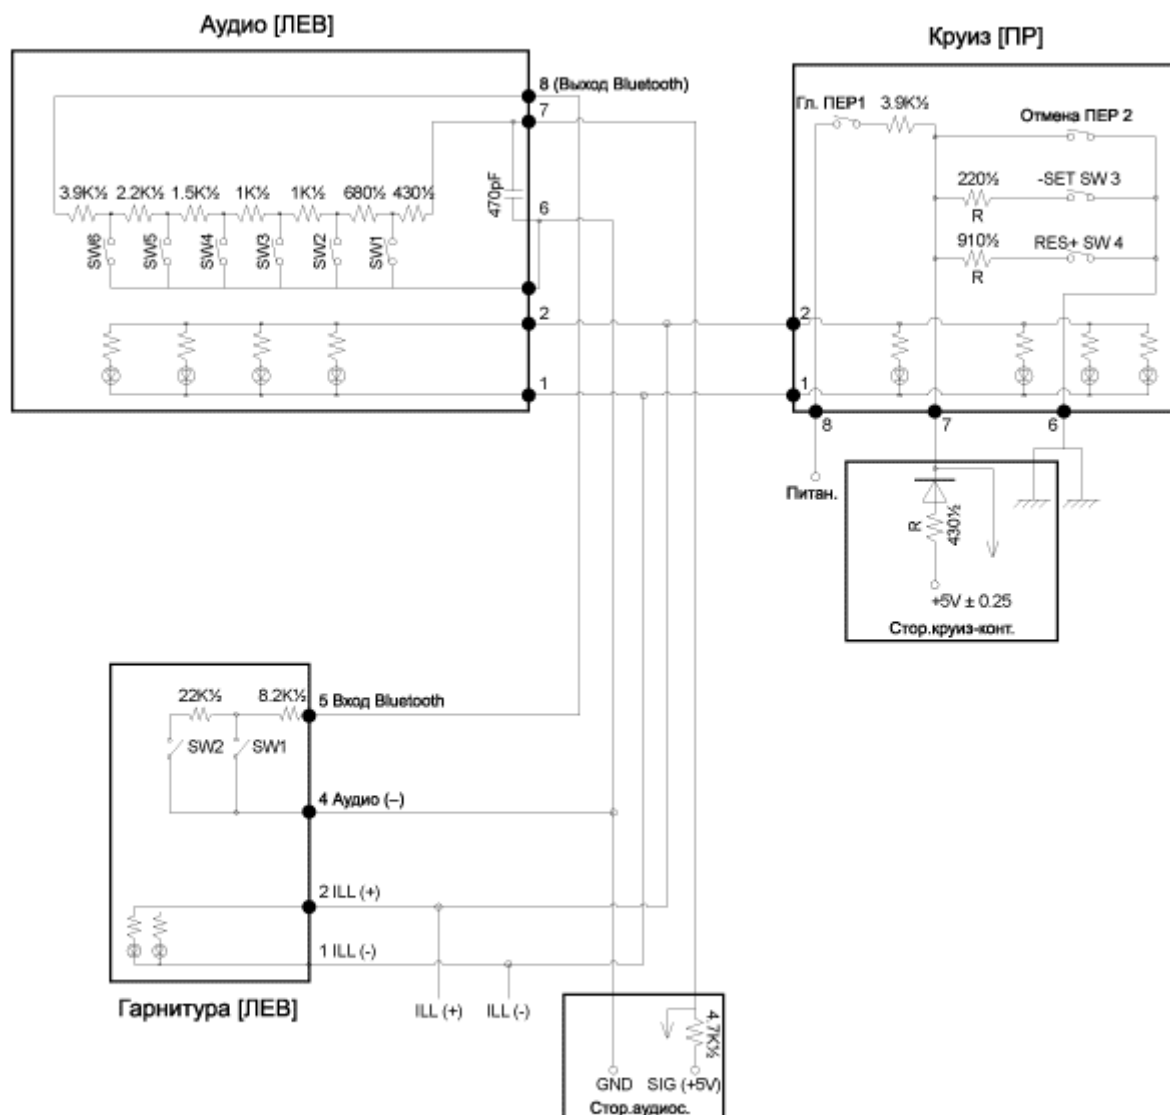 Аудио [ЛЕВ]
Круиз [ПР]
8 (Выход Bluetooth)
7
470pF
6
3.9K½ 2.2K½ 1.5K½ 1K½ 1K½ 680½ 430½
SW6 SW5 SW4 SW3 SW2 SW1
2
1
Гл. ПЕР1 3.9K½
Отмена ПЕР 2
220½ -SET SW 3
R
910½ RES+ SW 4
R
2
1
8 7 6
Питан.
R 430½
+5V ± 0.25
Стор.круиз-конт.
22K½ 8.2K½ 5 Вход Bluetooth
SW2 SW1
4 Аудио (–)
2 ILL (+)
1 ILL (-)
Гарнитура [ЛЕВ]
ILL (+) ILL (-)
4.7K½
GND SIG (+5V)
Стор.аудиос.